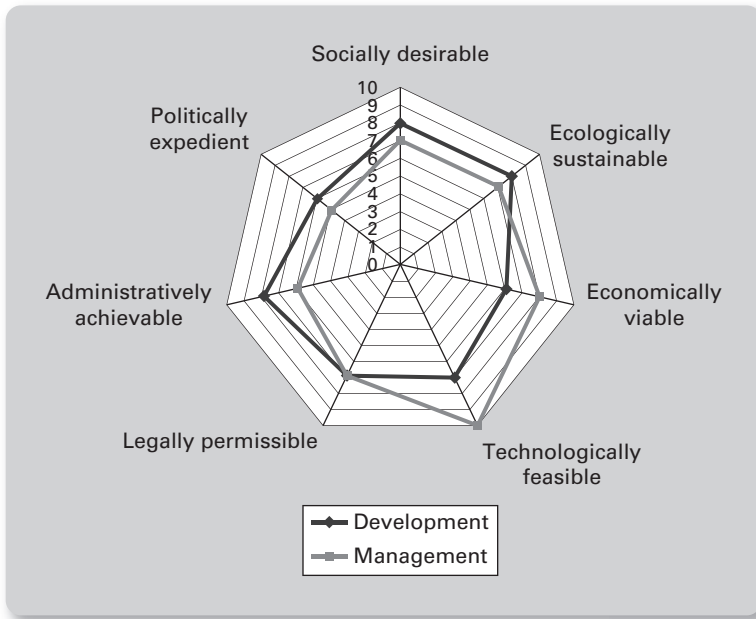 Socially desirable
10
9
8
7
6
5
4
3
2
1
0
Politically
expedient
Ecologically
sustainable
Administratively
achievable
Economically
viable
Legally permissible
Technologically
feasible
Development
Management